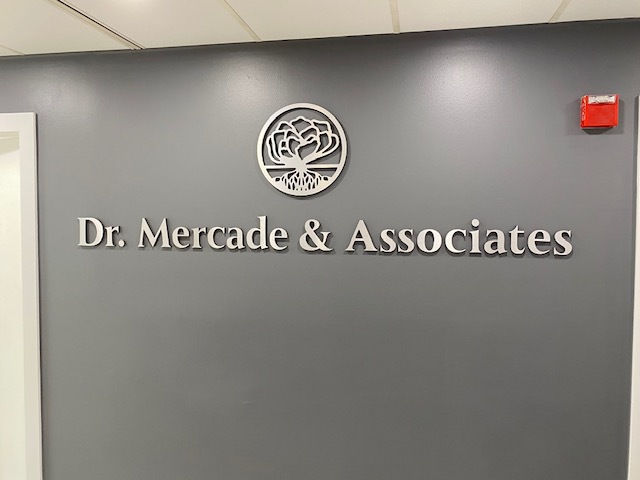 Dr. Mercade & Associates